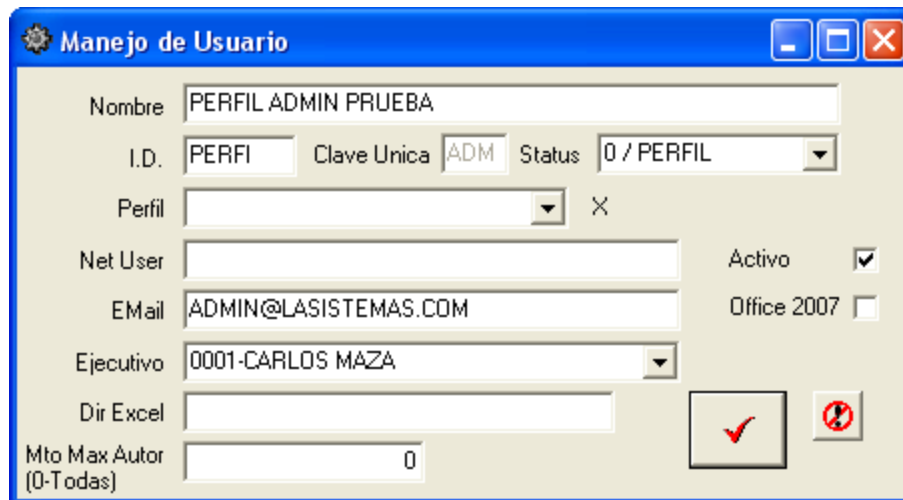 Manejo de Usuario
Nombre PERFIL ADMIN PRUEBA
I.D. PERFI Clave Unica ADM Status 0 / PERFIL
Perfil X
Net User Activo
EMail ADMIN@LASISTEMAS.COM Office 2007
Ejecutivo 0001-CARLOS MAZA
Dir Excel
Mto Max Autor 0
(0-Todas)